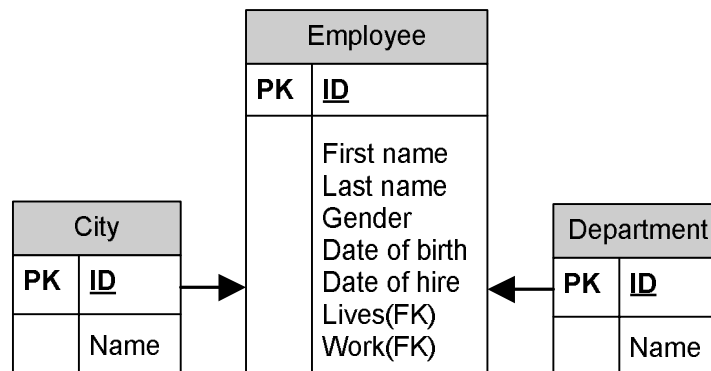 Employee
PK ID
First name
Last name
Gender
Date of birth
Date of hire
Lives(FK)
Work(FK)
City
PK ID
Name
Department
PK ID
Name